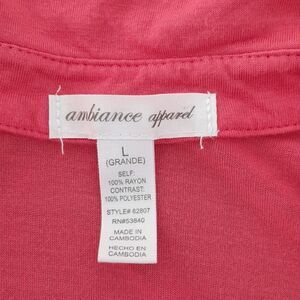 ambiance apparel
L
(GRANDE)
SELF:
100% RAYON
CONTRAST:
100% POLYESTER
STYLE# 62807
RN#53840
MADE IN
CAMBODIA
HECHO EN
CAMBODIA